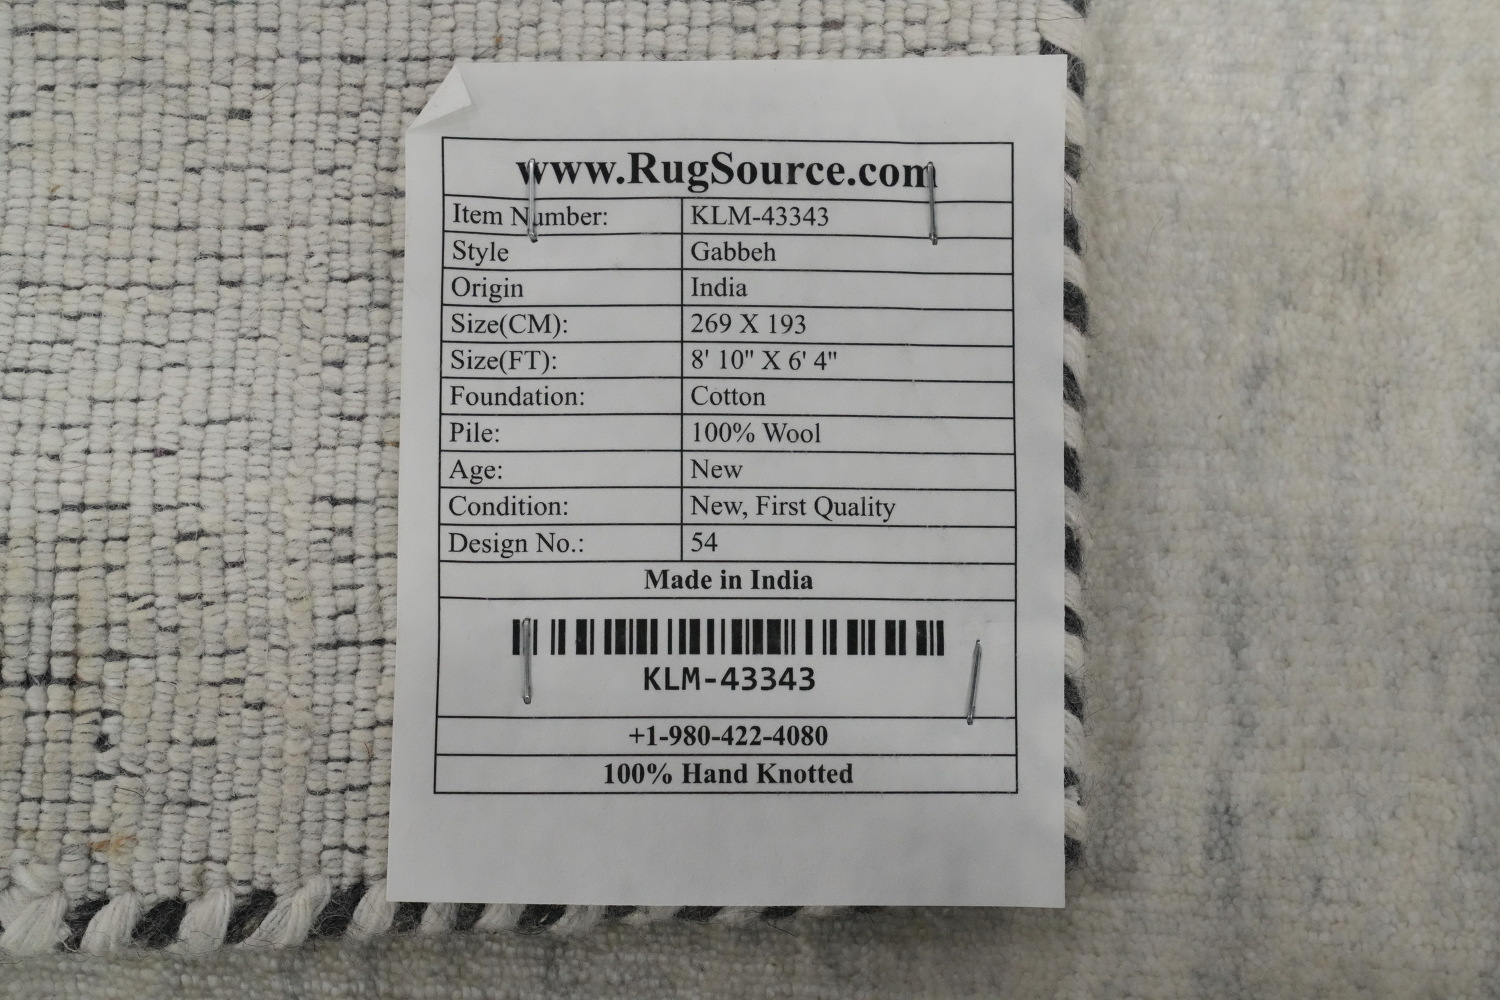 www.RugSource.com
Item Number: KLM-43343
Style Gabbeh
Origin India
Size(CM): 269 X 193
Size(FT): 8' 10" X 6' 4"
Foundation: Cotton
Pile: 100% Wool
Age: New
Condition: New, First Quality
Design No.: 54
Made in India
KLM-43343
+1-980-422-4080
100% Hand Knotted